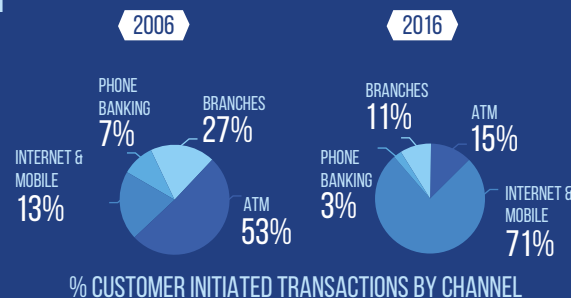 2006
PHONE
BANKING
7%
BRANCHES
27%
INTERNET &
MOBILE
13%
ATM
53%
2016
BRANCHES
11%
ATM
15%
PHONE
BANKING
3%
INTERNET &
MOBILE
71%
% CUSTOMER INITIATED TRANSACTIONS BY CHANNEL